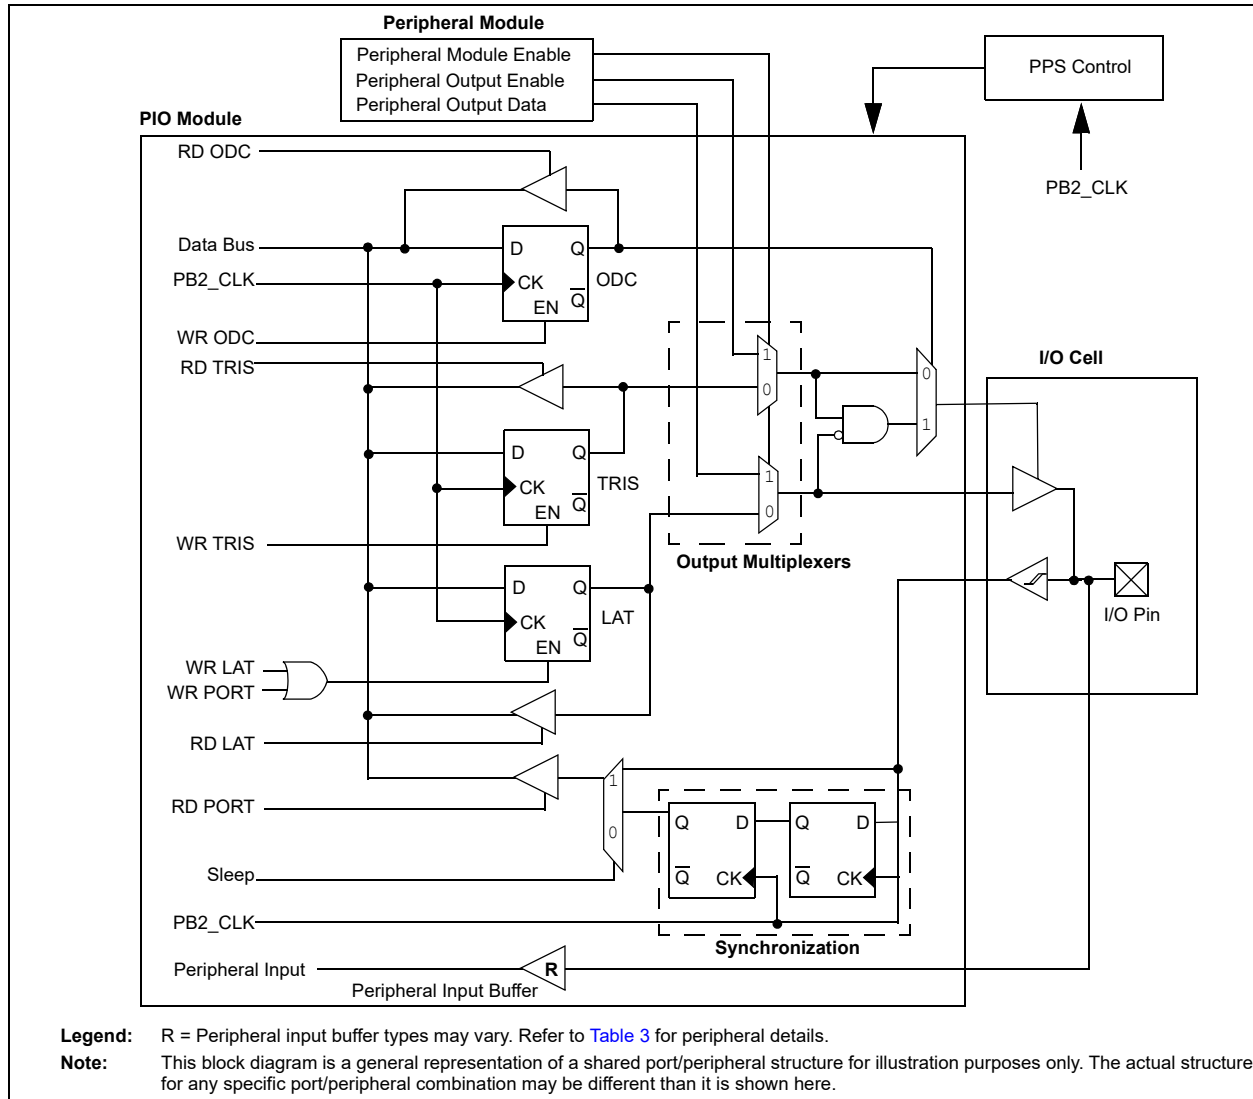 Peripheral Module
Peripheral Module Enable
Peripheral Output Enable
Peripheral Output Data
PPS Control
PB2_CLK
PIO Module
RD ODC
Data Bus
D Q
PB2_CLK
CK
ODC
Q
EN
WR ODC
RD TRIS
1
0
0
1
I/O Cell
D Q
CK
TRIS
Q
EN
WR TRIS
1
0
Output Multiplexers
D Q
CK
LAT
Q
EN
I/O Pin
WR LAT
WR PORT
RD LAT
RD PORT
1
0
Q D
Q D
Q CK
Q CK
Sleep
PB2_CLK
Synchronization
Peripheral Input
R
Peripheral Input Buffer
Legend: R = Peripheral input buffer types may vary. Refer to Table 3 for peripheral details.
Note: This block diagram is a general representation of a shared port/peripheral structure for illustration purposes only. The actual structure
for any specific port/peripheral combination may be different than it is shown here.